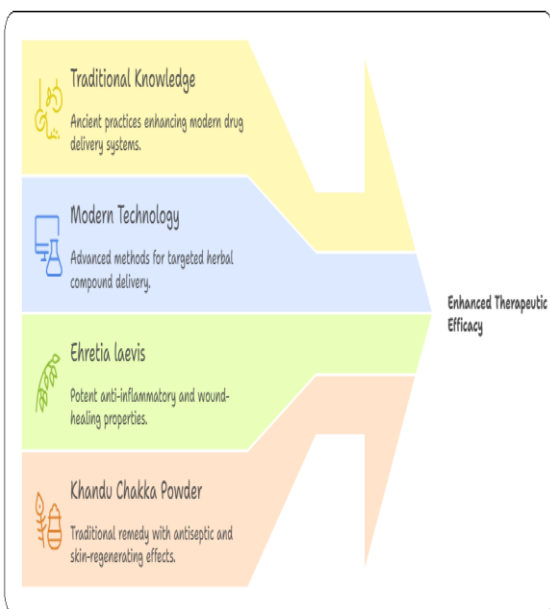 Traditional Knowledge
Ancient practices enhancing modern drug
delivery systems.
Modern Technology
Advanced methods for targeted herbal
compound delivery.
Ehretia laevis
Potent anti-inflammatory and wound-
healing properties.
Khandu Chakka Powder
Traditional remedy with antiseptic and
skin-regenerating effects.
Enhanced Therapeutic
Efficacy